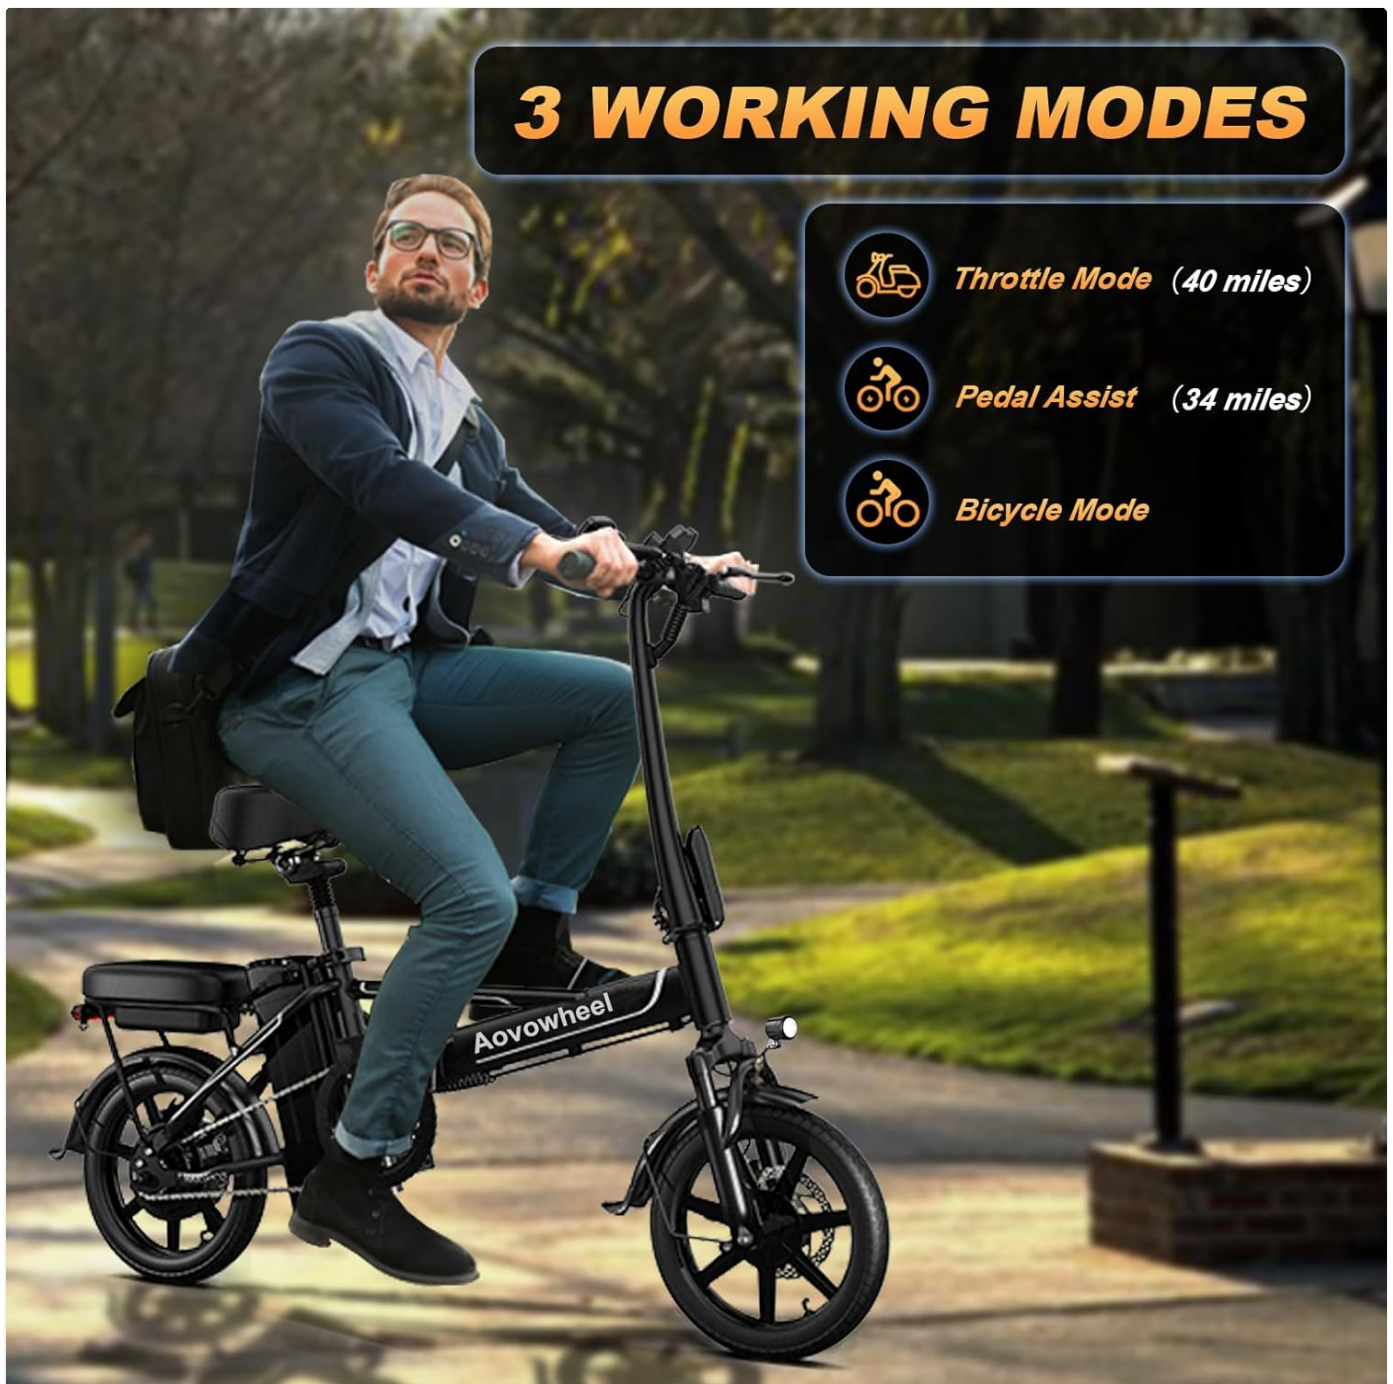 3 WORKING MODES
Throttle Mode (40 miles)
Pedal Assist (34 miles)
Bicycle Mode
Aovowheel